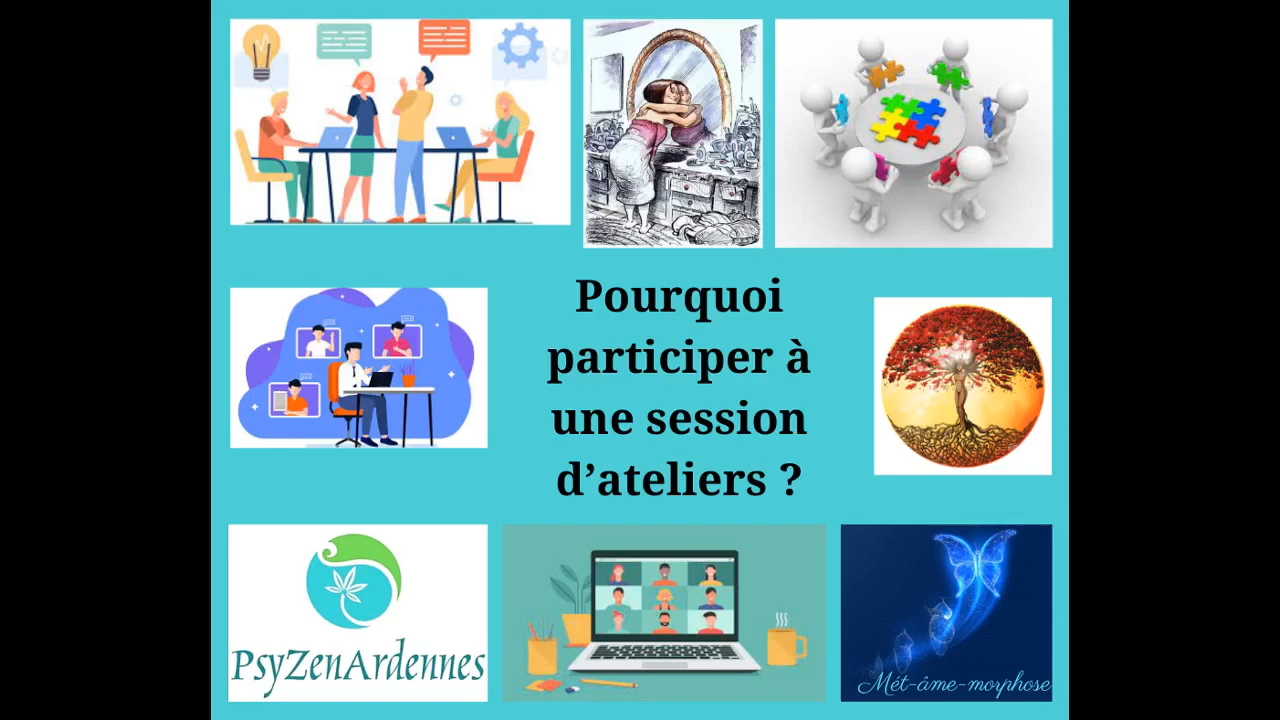 Pourquoi
participer à
une session
d’ateliers ?
PsyZenArdennes
Mét-âme-morphose